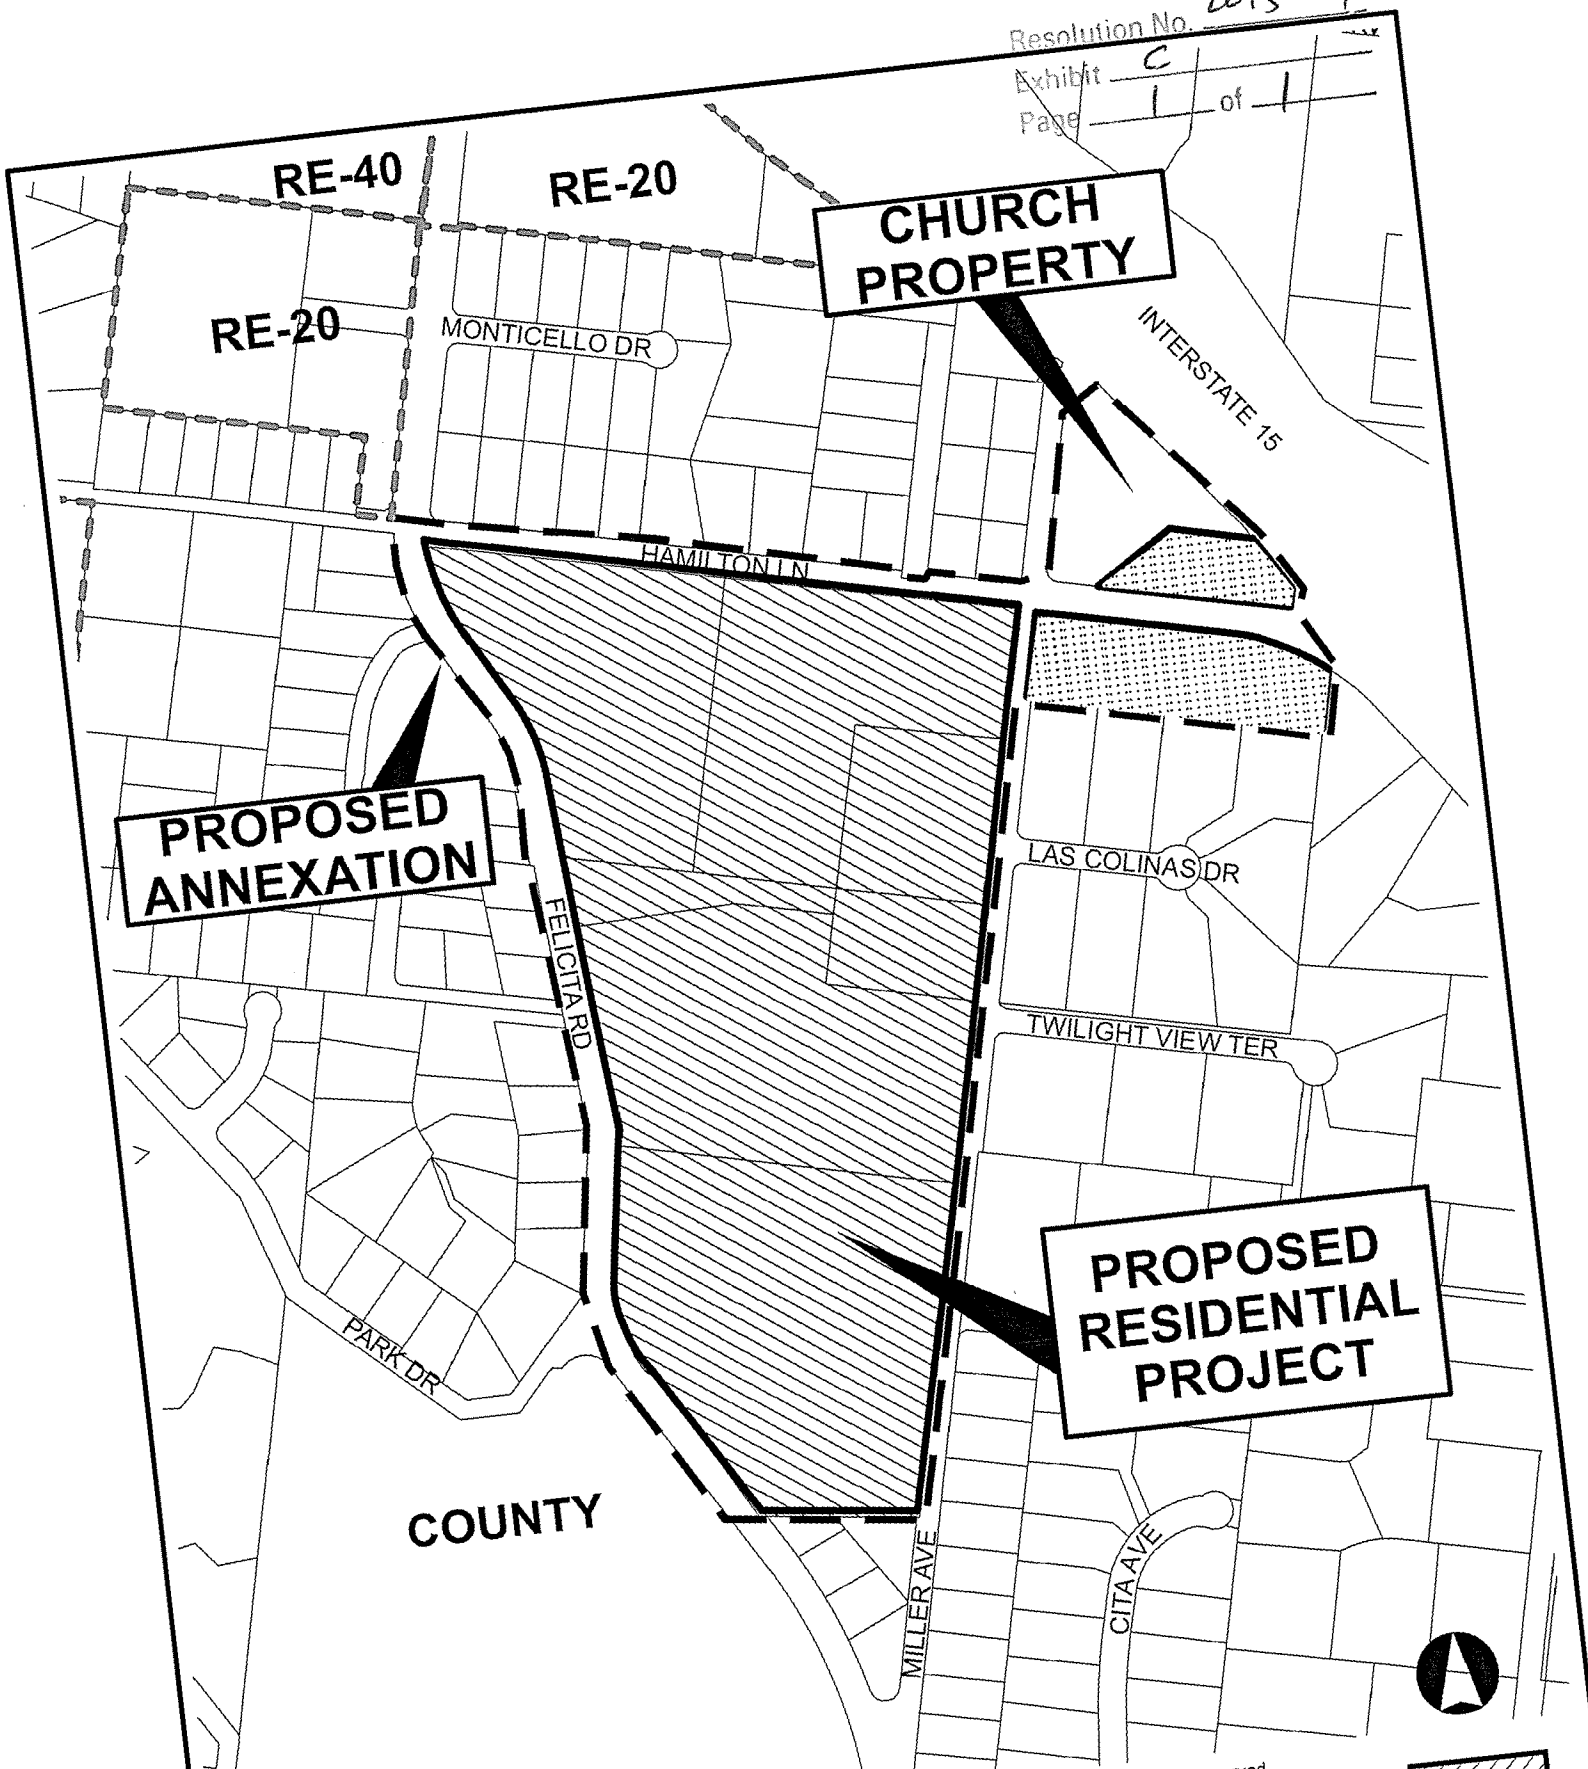 Resolution No. 2013
Exhibit C
Page 1 of 1
RE-40
RE-20
CHURCH
PROPERTY
RE-20
MONTICELLO DR
INTERSTATE 15
HAMILTON LN
PROPOSED
ANNEXATION
LAS COLINAS DR
FELICITA RD
TWILIGHT VIEW TER
PROPOSED
RESIDENTIAL
PROJECT
PARK DR
COUNTY
MILLER AVE
CITA AVE